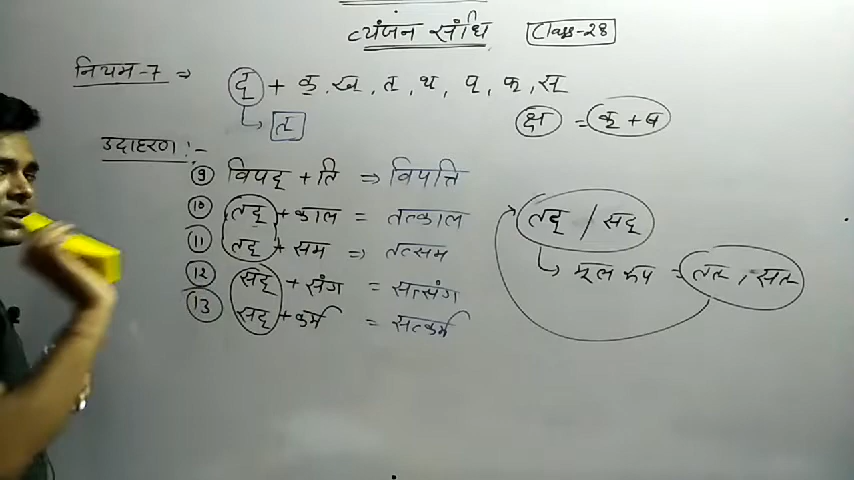 व्यंजन संधि Class-28
नियम-7 ⇒ द् + क, ख, त, थ, प, फ, स्
त्
क्ष = क् + ष
उदाहरण :-
9 विपद् + ति ⇒ विपत्ति
10 तद् + काल = तत्काल
11 तद् + सम ⇒ तत्सम
12 सद् + संग = सत्संग
13 सद् + कर्म = सत्कर्म
तद् / सद्
मूल रूप = तत्, सत्